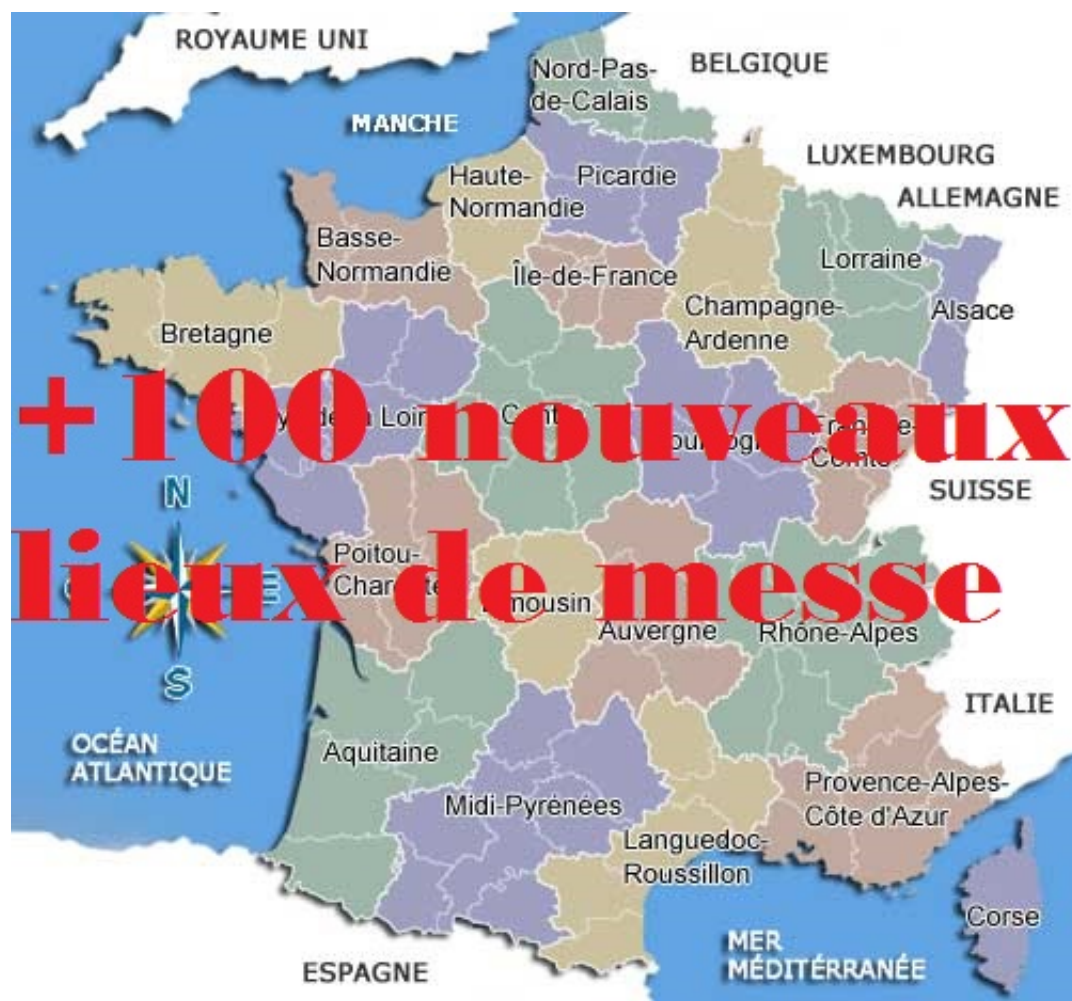 ROYAUME UNI
BELGIQUE
Nord-Pas-
de-Calais
MANCHE
LUXEMBOURG
ALLEMAGNE
Haute-
Normandie
Picardie
Basse-
Normandie
Île-de-France
Lorraine
Champagne-
Ardenne
Alsace
Bretagne
+100 nouveaux
lieux de messe
SUISSE
N
S
Poitou-
Auvergne
Rhône-Alpes
ITALIE
OCÉAN
ATLANTIQUE
Aquitaine
Midi-Pyrénées
Provence-Alpes-
Côte d'Azur
Languedoc-
Roussillon
Corse
MER
MÉDITÉRRANÉE
ESPAGNE